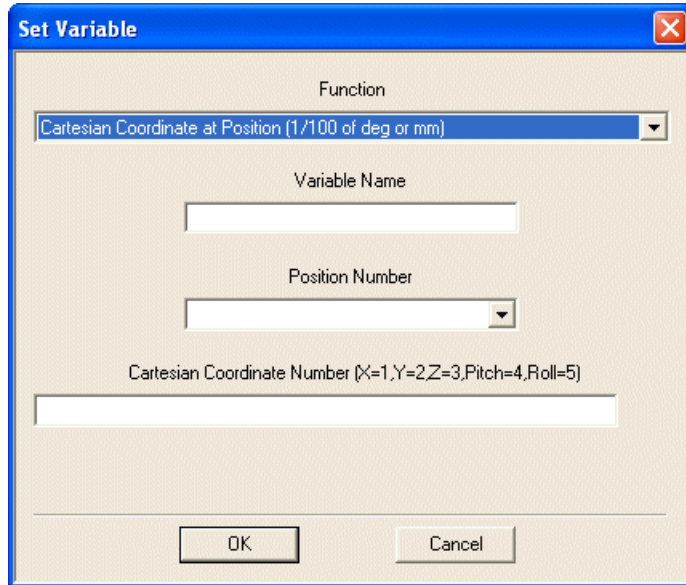 Set Variable
Function
Cartesian Coordinate at Position (1/100 of deg or mm)
Variable Name
Position Number
Cartesian Coordinate Number (X=1,Y=2,Z=3,Pitch=4,Roll=5)
OK Cancel